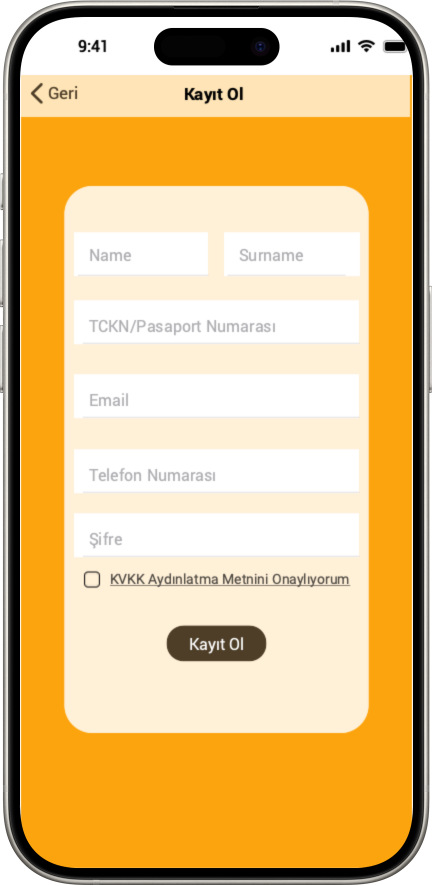 9:41
Geri
Kayıt Ol
Name
Surname
TCKN/Pasaport Numarası
Email
Telefon Numarası
Şifre
KVKK Aydınlatma Metnini Onaylıyorum
Kayıt Ol